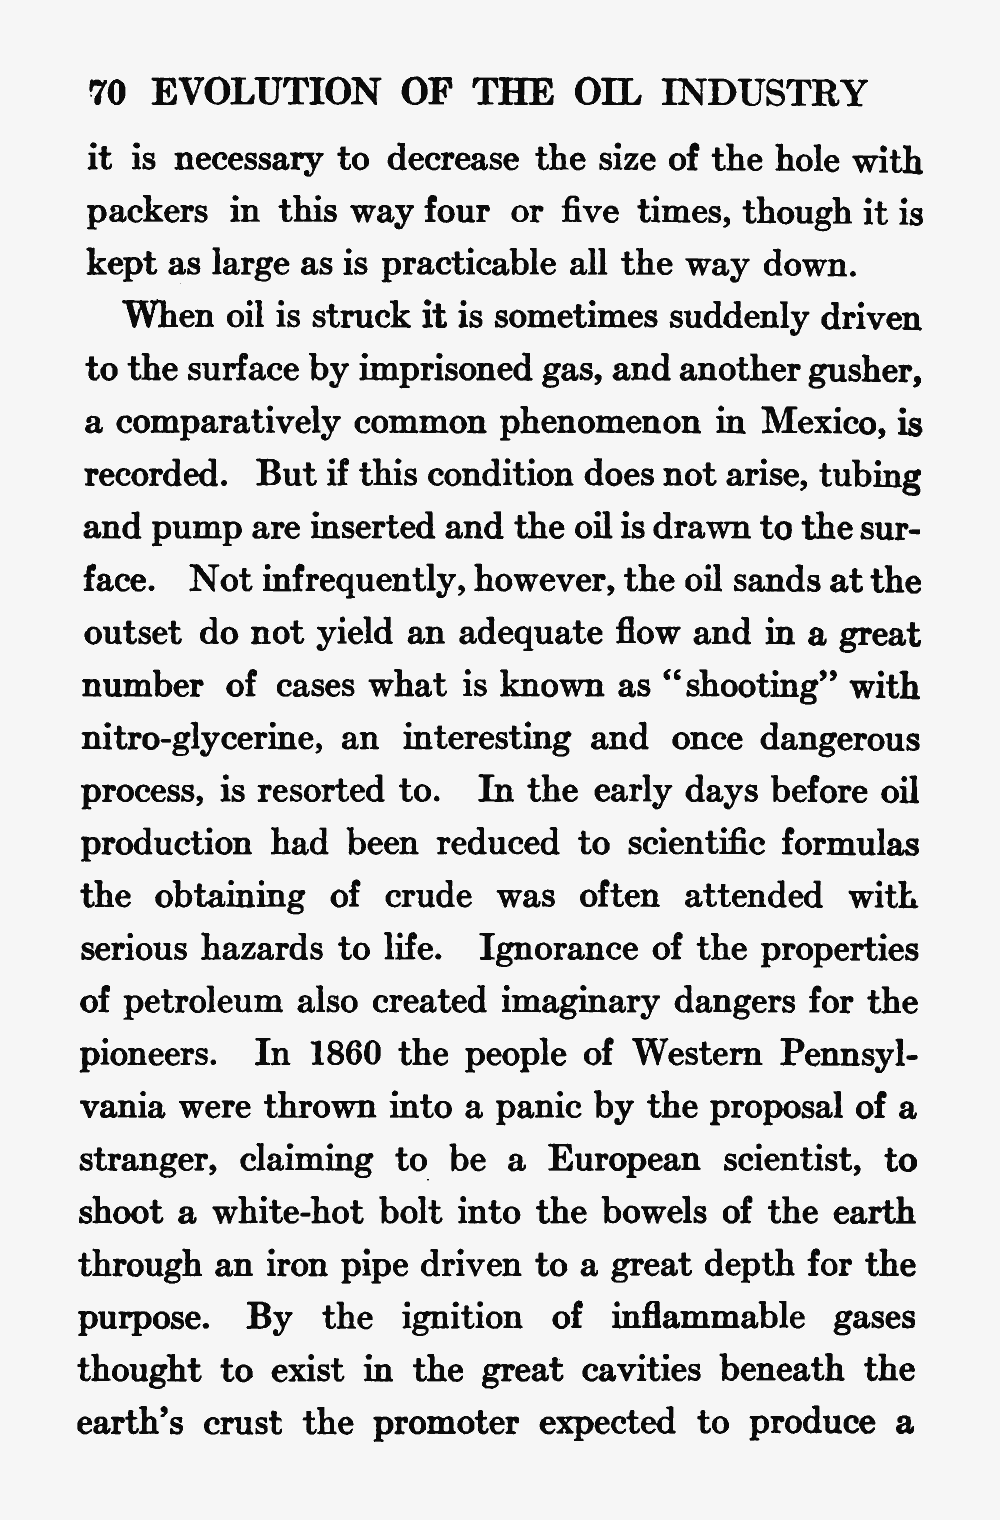 70 EVOLUTION OF THE OIL INDUSTRY
it is necessary to decrease the size of the hole with
packers in this way four or five times, though it is
kept as large as is practicable all the way down.
When oil is struck it is sometimes suddenly driven
to the surface by imprisoned gas, and another gusher,
a comparatively common phenomenon in Mexico, is
recorded. But if this condition does not arise, tubing
and pump are inserted and the oil is drawn to the sur-
face. Not infrequently, however, the oil sands at the
outset do not yield an adequate flow and in a great
number of cases what is known as “shooting” with
nitro-glycerine, an interesting and once dangerous
process, is resorted to. In the early days before oil
production had been reduced to scientific formulas
the obtaining of crude was often attended with
serious hazards to life. Ignorance of the properties
of petroleum also created imaginary dangers for the
pioneers. In 1860 the people of Western Pennsyl-
vania were thrown into a panic by the proposal of a
stranger, claiming to be a European scientist, to
shoot a white-hot bolt into the bowels of the earth
through an iron pipe driven to a great depth for the
purpose. By the ignition of inflammable gases
thought to exist in the great cavities beneath the
earth’s crust the promoter expected to produce a